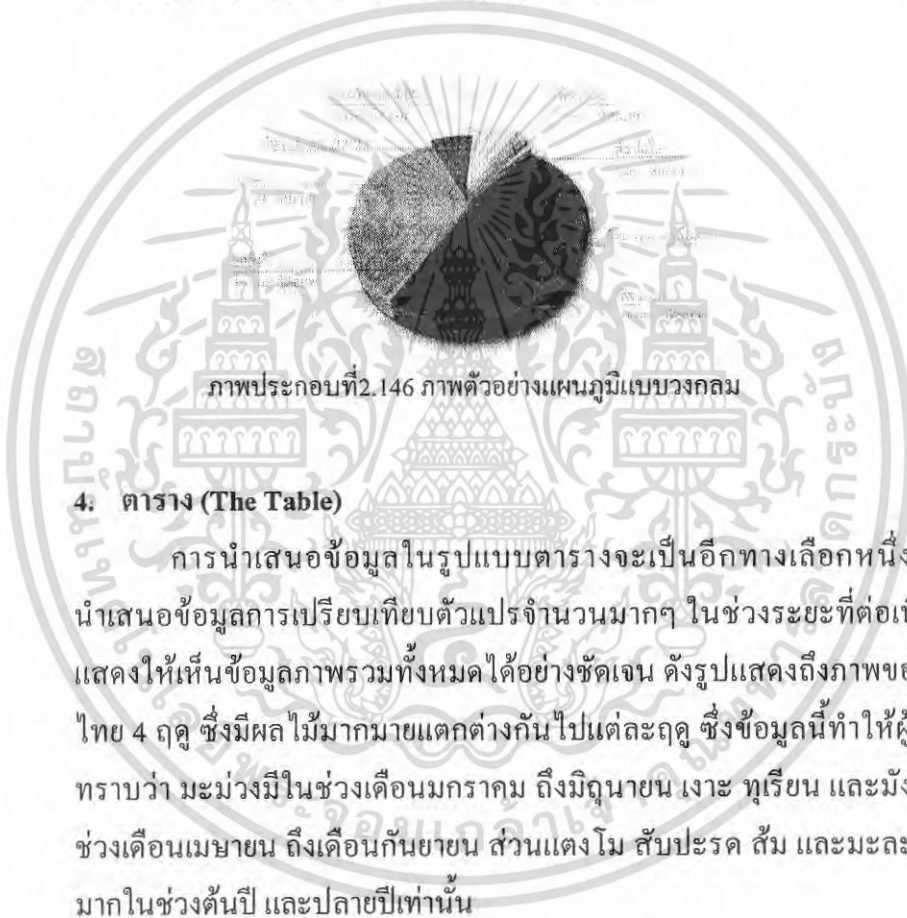 ภาพประกอบที่2.146 ภาพตัวอย่างแผนภูมิแบบวงกลม
4. ตาราง (The Table)
การนำเสนอข้อมูลในรูปแบบตารางจะเป็นอีกทางเลือกหนึ่ง
นำเสนอข้อมูลการเปรียบเทียบตัวแปรจำนวนมากๆ ในช่วงระยะที่ต่อเนื
แสดงให้เห็นข้อมูลภาพรวมทั้งหมดได้อย่างชัดเจน ดังรูปแสดงถึงภาพขอ
ไทย 4 ฤดู ซึ่งมีผลไม้มากมายแตกต่างกันไปแต่ละฤดู ซึ่งข้อมูลนี้ทำให้ผู้
ทราบว่า มะม่วงมีในช่วงเดือนมกราคม ถึงมิถุนายน เงาะ ทุเรียน และมัง
ช่วงเดือนเมษายน ถึงเดือนกันยายน ส่วนแตงโม สับปะรด ส้ม และมะละ
มากในช่วงต้นปี และปลายปีเท่านั้น